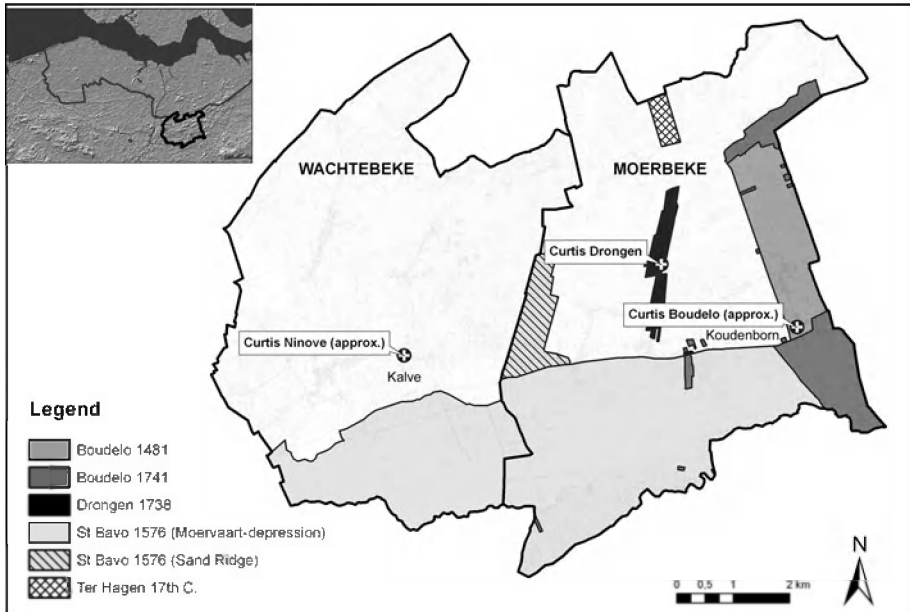 WACHTEBEKE
MOERBEKE
Curtis Drongen
Curtis Boudelo (approx.)
Koudenborn
Curtis Ninove (approx.)
Kalve
Legend
Boudelo 1481
Boudelo 1741
Drongen 1738
St Bavo 1576 (Moervaart-depression)
St Bavo 1576 (Sand Ridge)
Ter Hagen 17th C.
N
0 0,5 1 2 km